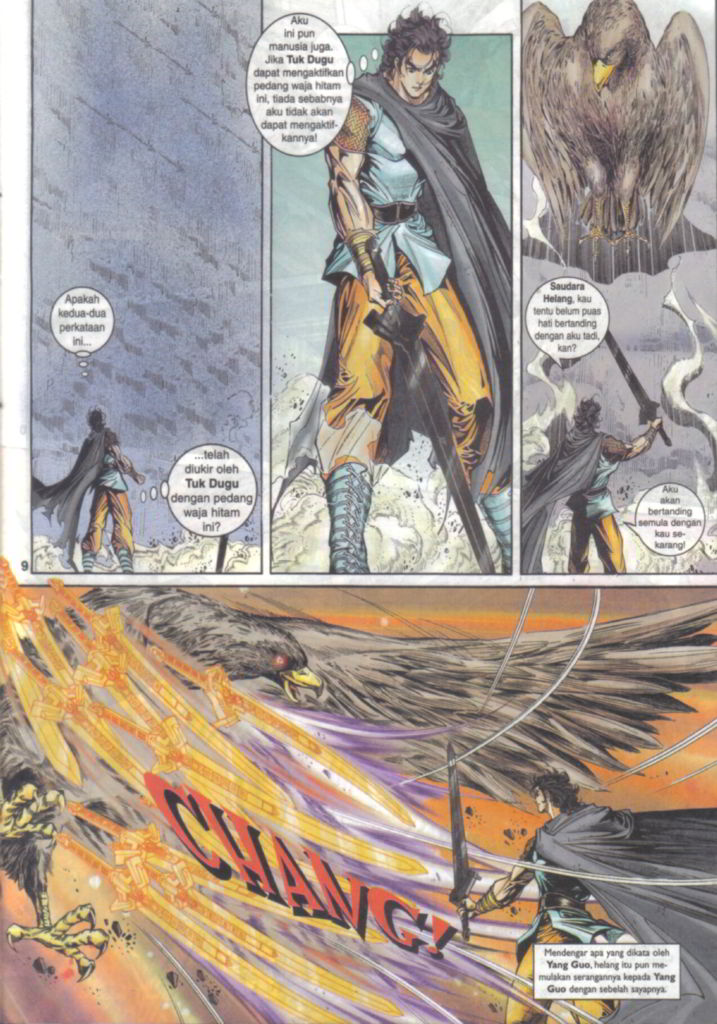 Apakah
kedua-dua
perkataan
ini...
...telah
diukir oleh
Tuk Dugu
dengan pedang
waja hitam
ini?
Aku
ini pun
manusia juga.
Jika Tuk Dugu
dapat mengaktifkan
pedang waja hitam
ini, tiada sebabnya
aku tidak akan
dapat mengaktif-
kannya!
Saudara
Helang, kau
tentu belum puas
hati bertanding
dengan aku tadi,
kan?
Aku
akan
bertanding
semula dengan
kau se-
karang!
9
CHANG!
Mendengar apa yang dikata oleh
Yang Guo, helang itu pun me-
mulakan serangannya kepada Yang
Guo dengan sebelah sayapnya.